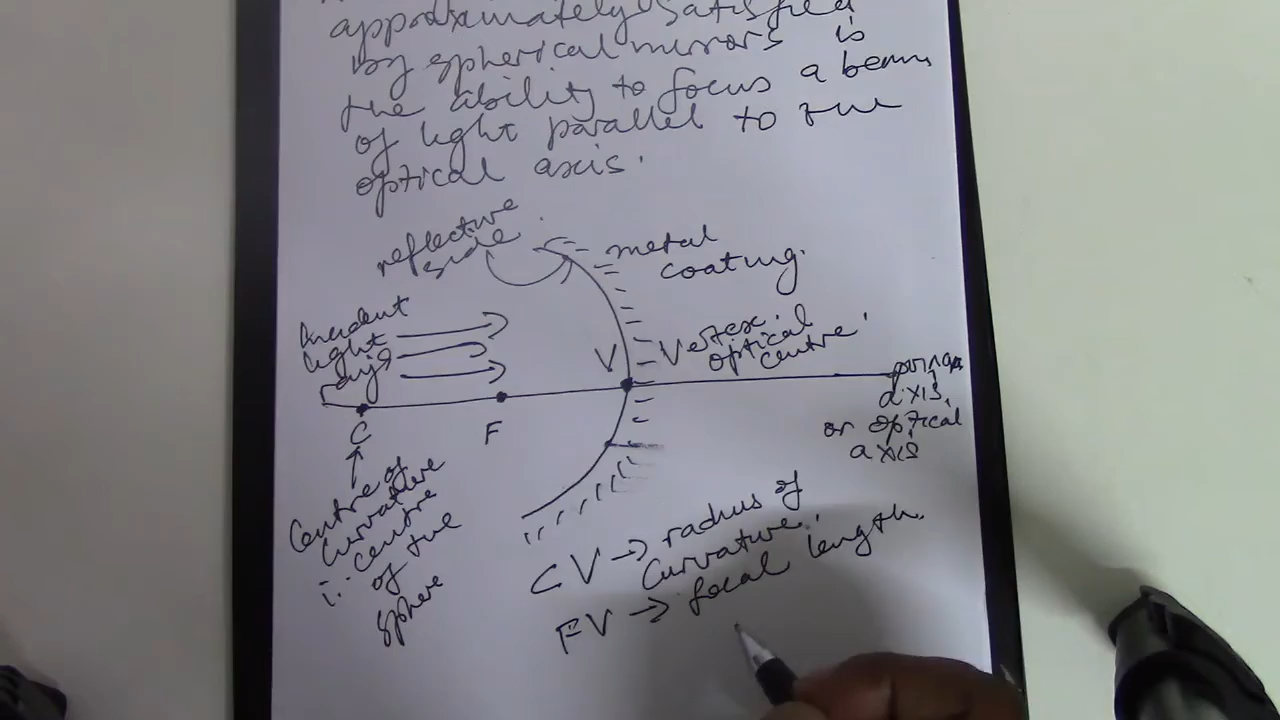 approximately satisfied
by spherical mirrors is
the ability to focus a beam
of light parallel to the
optical axis.
reflective
side
metal
coating.
Incident
light
rays
V
Vertex.
optical
centre.
axis,
or optical
axis
C
F
Centre of
Curvature
∴ centre
of the
sphere
CV → radius of
Curvature.
FV → focal length.